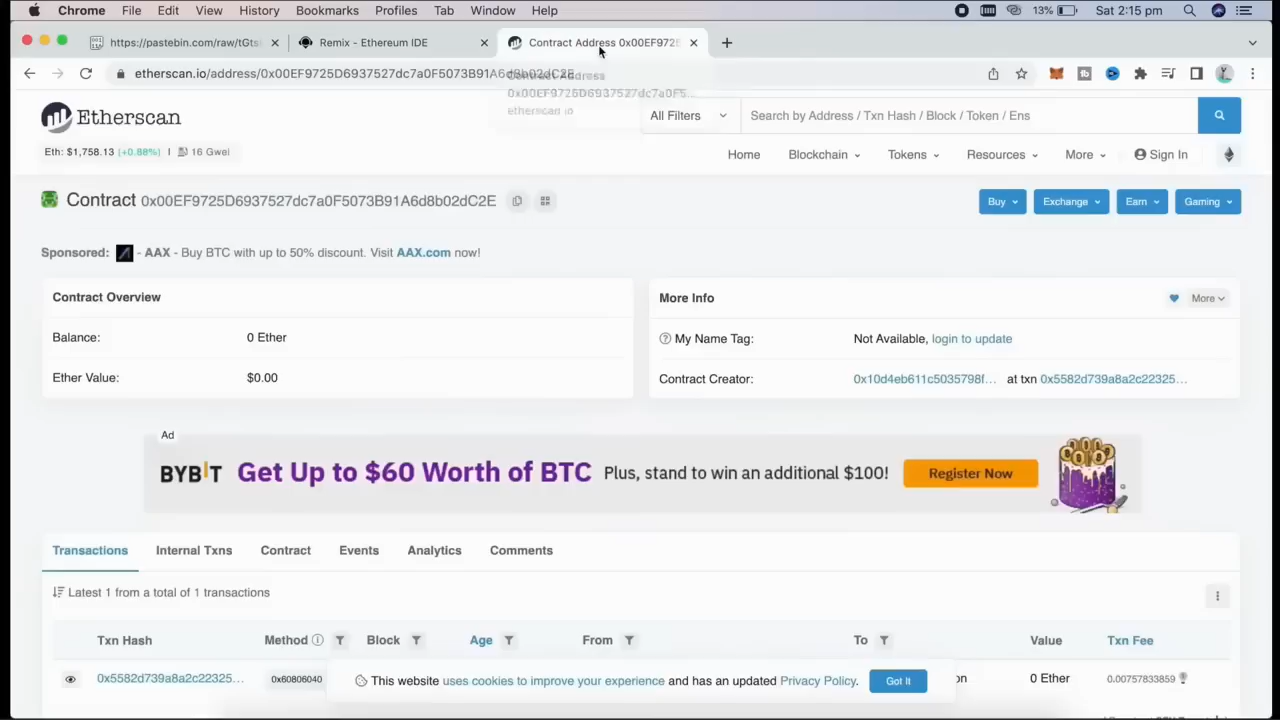 Chrome File Edit View History Bookmarks Profiles Tab Window Help 13% Sat 2:15 pm
https://pastebin.com/raw/tGts Remix - Ethereum IDE Contract Address 0x00EF9725
etherscan.io/address/0x00EF9725D6937527dc7a0F5073B91A6d8b02dC2E
Contract Address
0x00EF9725D6937527dc7a0F5...
etherscan.io
Etherscan
All Filters Search by Address / Txn Hash / Block / Token / Ens
Eth: $1,758.13 (+0.88%) | 16 Gwei
Home Blockchain Tokens Resources More Sign In
Contract 0x00EF9725D6937527dc7a0F5073B91A6d8b02dC2E
Buy Exchange Earn Gaming
Sponsored: - AAX - Buy BTC with up to 50% discount. Visit AAX.com now!
Contract Overview
Balance: 0 Ether
Ether Value: $0.00
More Info
More
My Name Tag: Not Available, login to update
Contract Creator: 0x10d4eb611c5035798f... at txn 0x5582d739a8a2c22325...
Ad
BYBIT Get Up to $60 Worth of BTC Plus, stand to win an additional $100! Register Now
Transactions Internal Txns Contract Events Analytics Comments
Latest 1 from a total of 1 transactions
Txn Hash Method Block Age From To Value Txn Fee
0x5582d739a8a2c22325... 0x60806040 on 0 Ether 0.00757833859
This website uses cookies to improve your experience and has an updated Privacy Policy. Got It